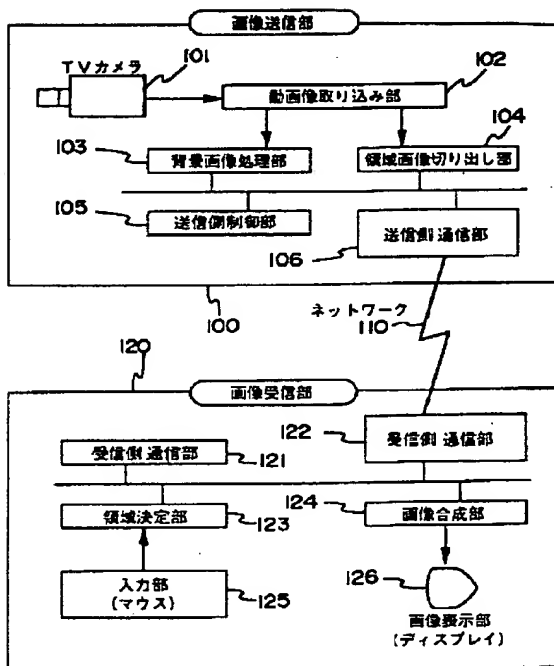 画像送信部
TVカメラ
101
102
動画像取り込み部
103
104
背景画像処理部
領域画像切り出し部
105
送信側制御部
送信側 通信部
106
100
ネットワーク
110
120
画像受信部
122
受信側 通信部
受信側 通信部
121
124
領域決定部
123
画像合成部
入力部
(マウス)
125
126
画像表示部
(ディスプレイ)